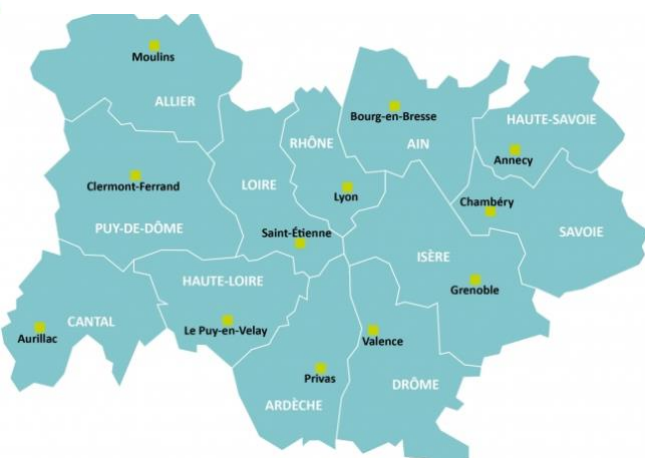 Moulins
ALLIER
Bourg-en-Bresse
HAUTE-SAVOIE
RHÔNE
AIN
Annecy
Clermont-Ferrand
LOIRE
Lyon
Chambéry
PUY-DE-DÔME
Saint-Étienne
SAVOIE
ISÈRE
HAUTE-LOIRE
Grenoble
CANTAL
Aurillac
Le Puy-en-Velay
Valence
Privas
DRÔME
ARDÈCHE